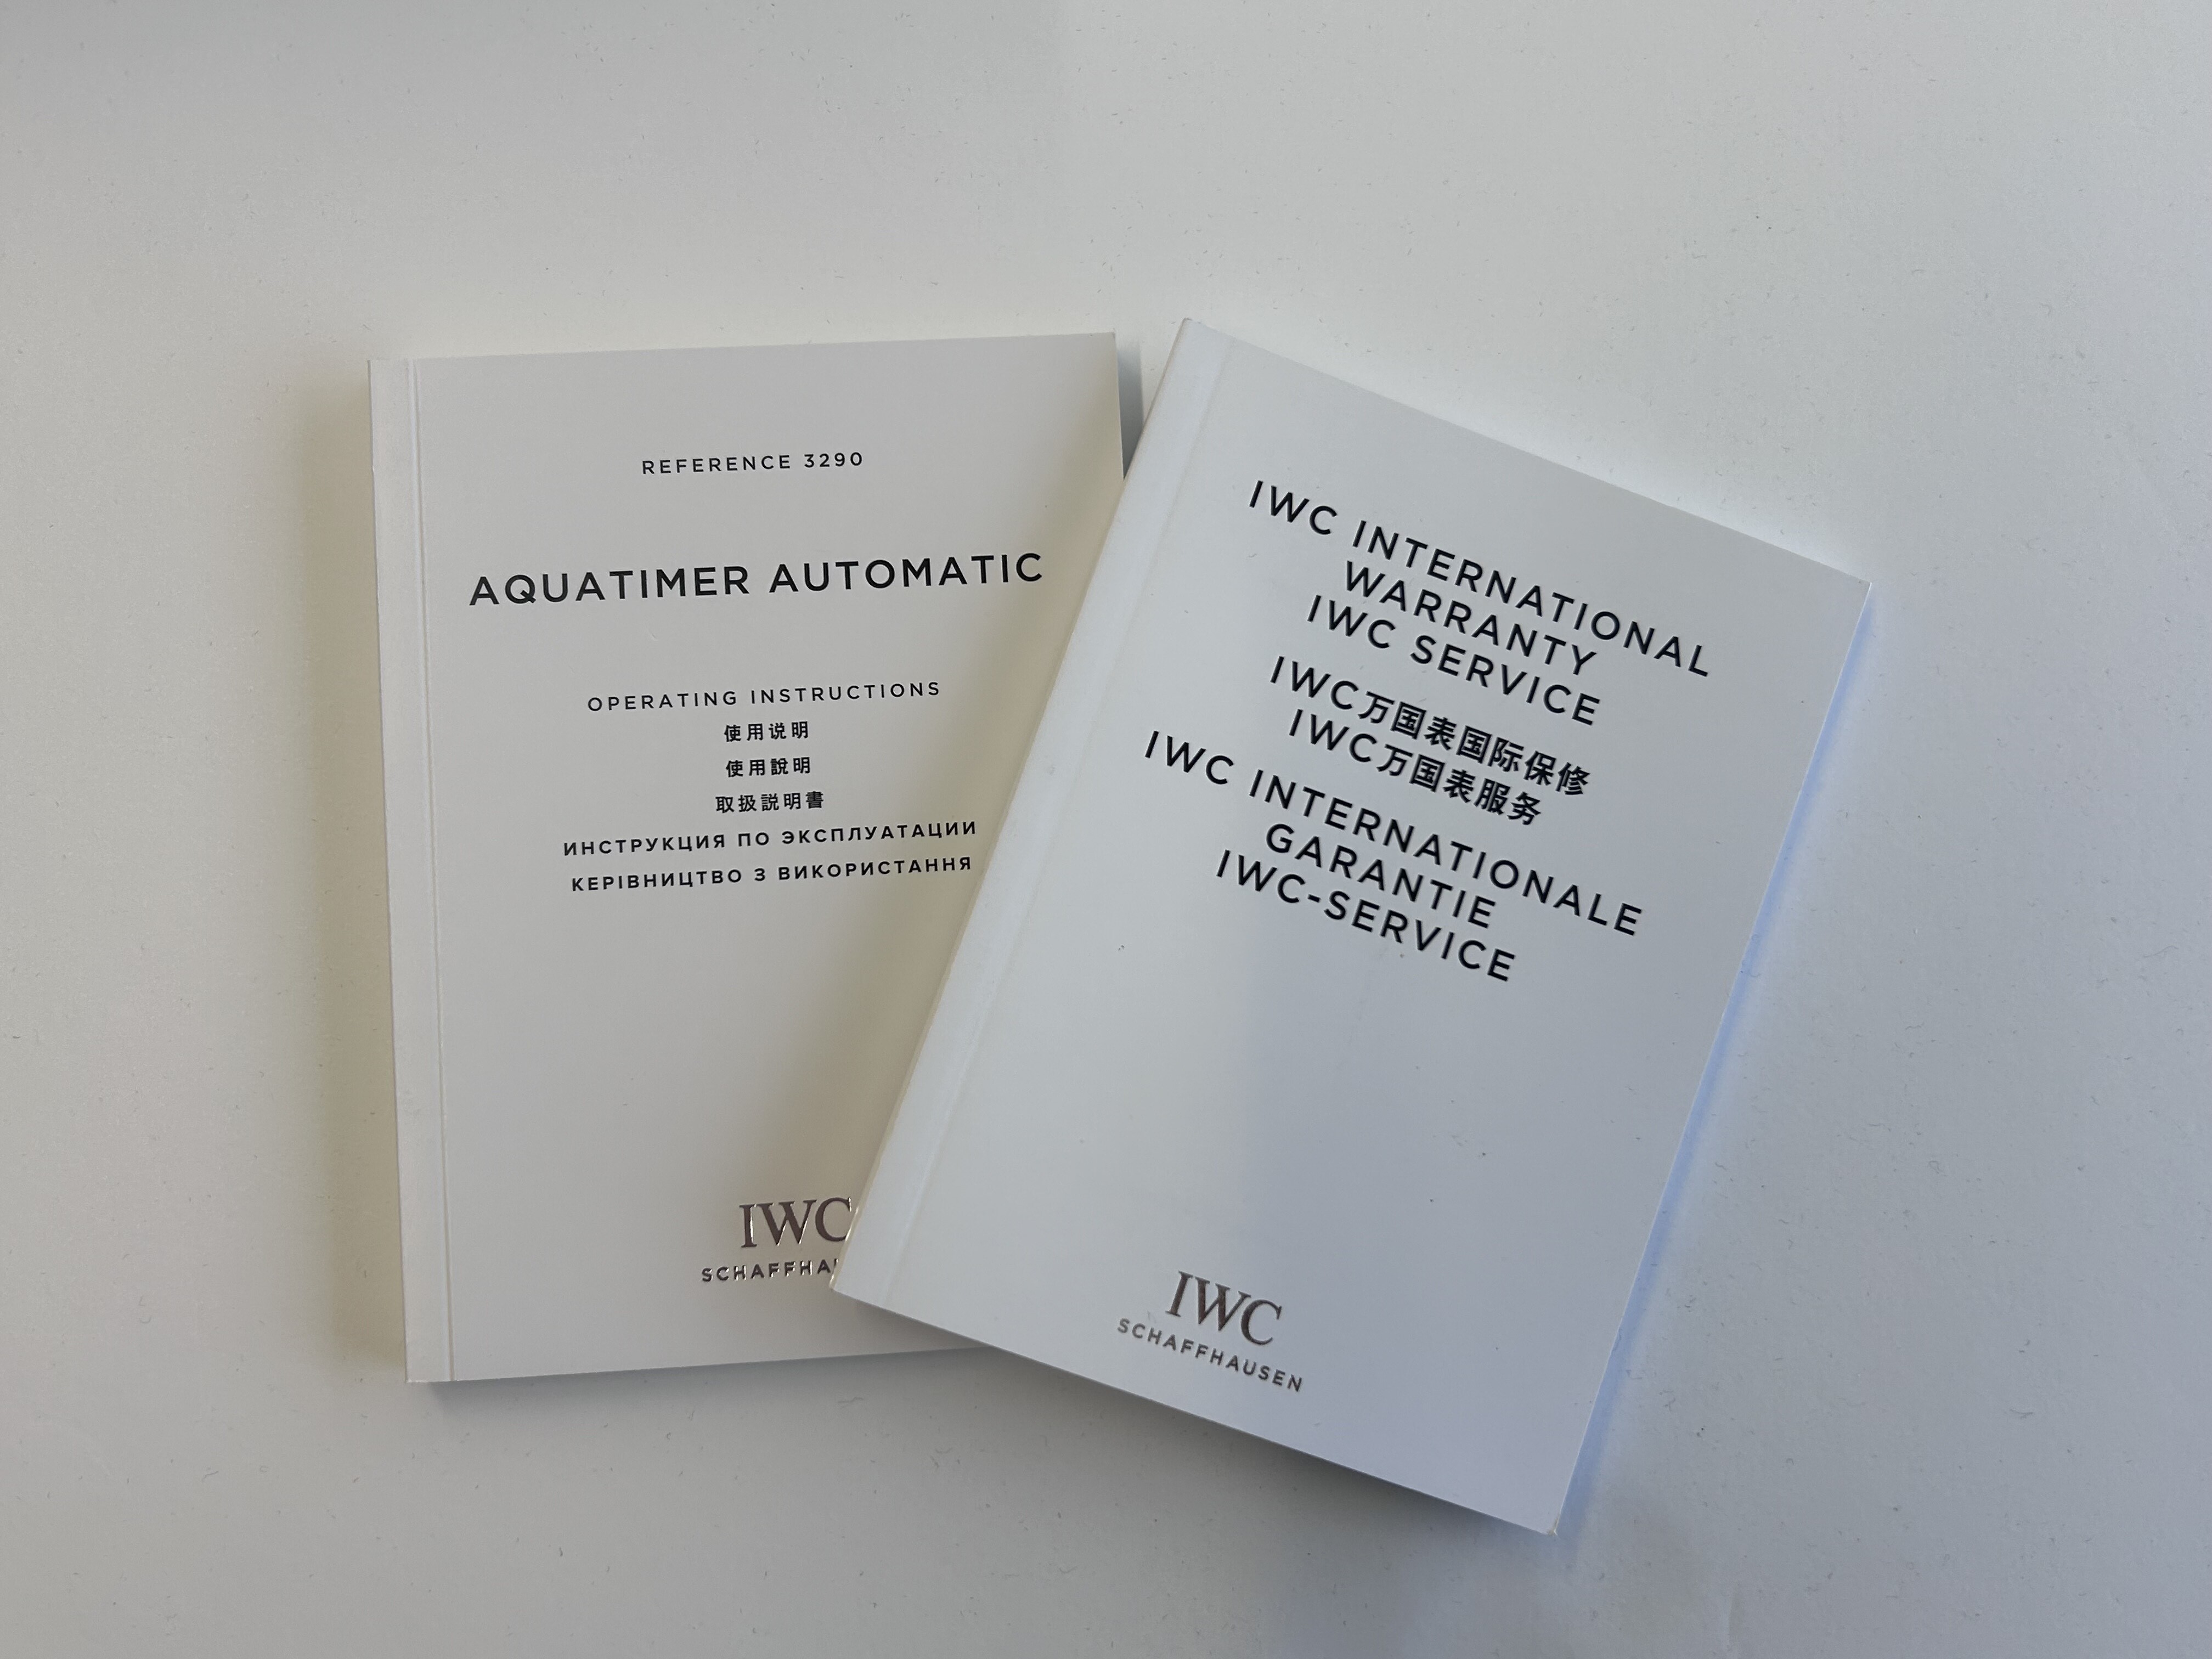 REFERENCE 3290
AQUATIMER AUTOMATIC
OPERATING INSTRUCTIONS
使用说明
使用說明
取扱説明書
ИНСТРУКЦИЯ ПО ЭКСПЛУАТАЦИИ
КЕРІВНИЦТВО З ВИКОРИСТАННЯ
IWC
IWC INTERNATIONAL
WARRANTY
IWC SERVICE
IWC万国表国际保修
IWC万国表服务
IWC INTERNATIONALE
GARANTIE
IWC-SERVICE
IWC
SCHAFFHAUSEN